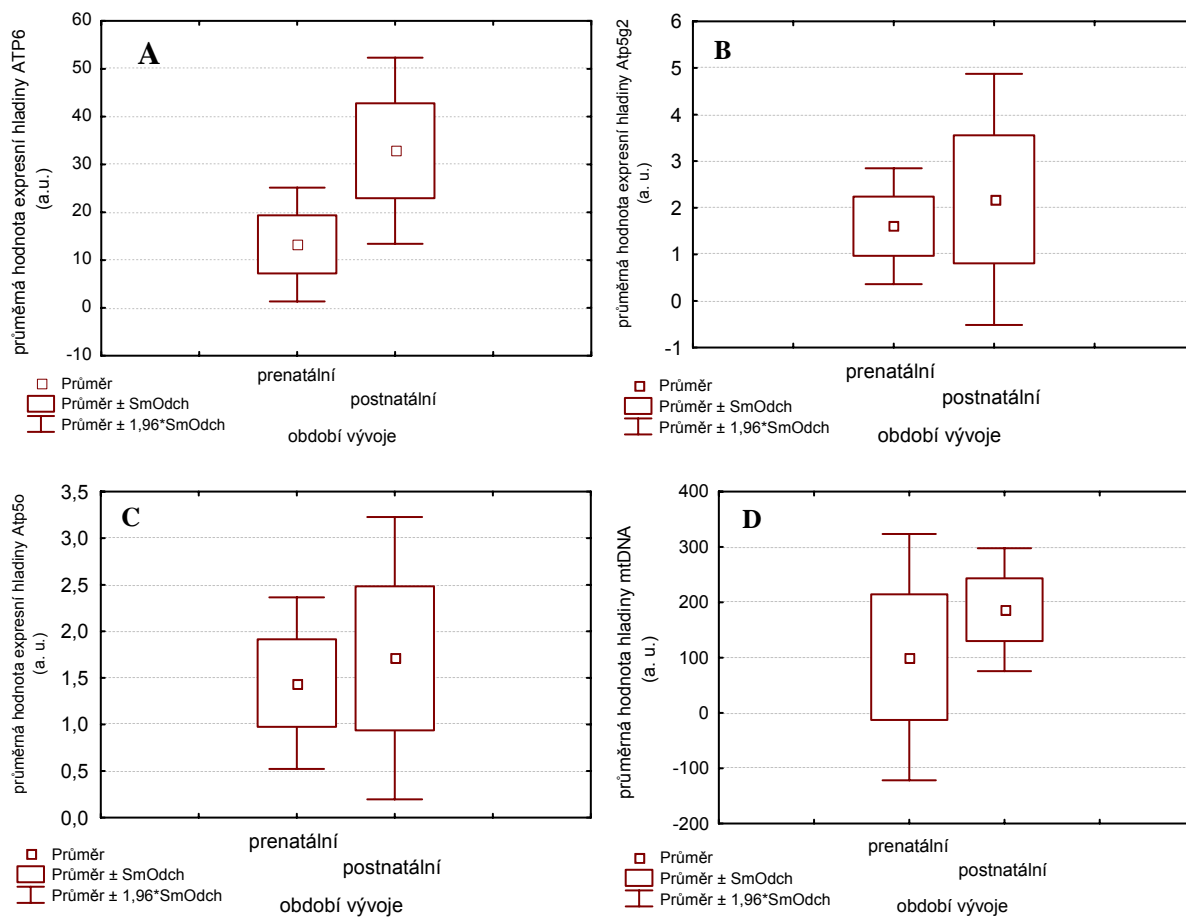 A
průměrná hodnota expresní hladiny ATP6
(a.u.)
60
50
40
30
20
10
0
-10
prenatální
postnatální
Průměr
Průměr ± SmOdch
Průměr ± 1,96*SmOdch
období vývoje
B
průměrná hodnota expresní hladiny Atp5g2
(a. u.)
6
5
4
3
2
1
0
-1
prenatální
postnatální
Průměr
Průměr ± SmOdch
Průměr ± 1,96*SmOdch
období vývoje
C
průměrná hodnota expresní hladiny Atp5o
(a. u.)
3,5
3,0
2,5
2,0
1,5
1,0
0,5
0,0
prenatální
postnatální
Průměr
Průměr ± SmOdch
Průměr ± 1,96*SmOdch
období vývoje
D
průměrná hodnota hladiny mtDNA
(a. u.)
400
300
200
100
0
-100
-200
prenatální
postnatální
Průměr
Průměr ± SmOdch
Průměr ± 1,96*SmOdch
období vývoje